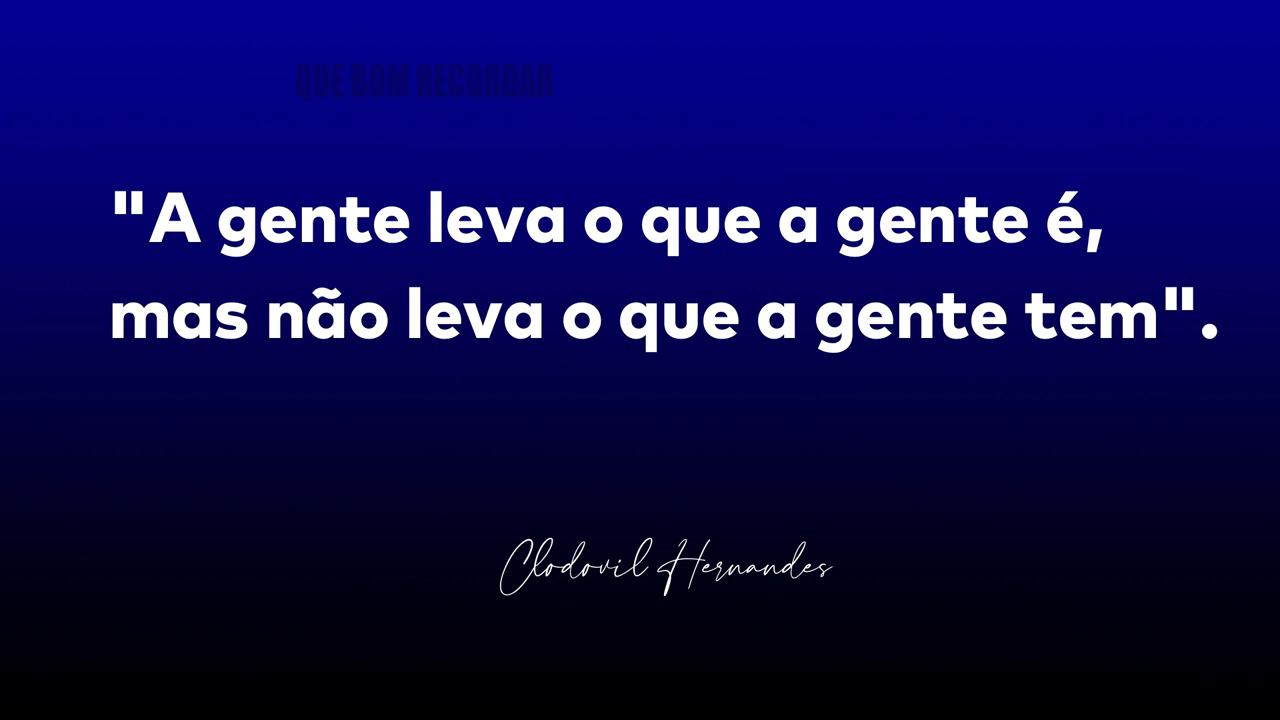 QUE BOM RECORDAR
"A gente leva o que a gente é,
mas não leva o que a gente tem".
Clodovil Hernandes